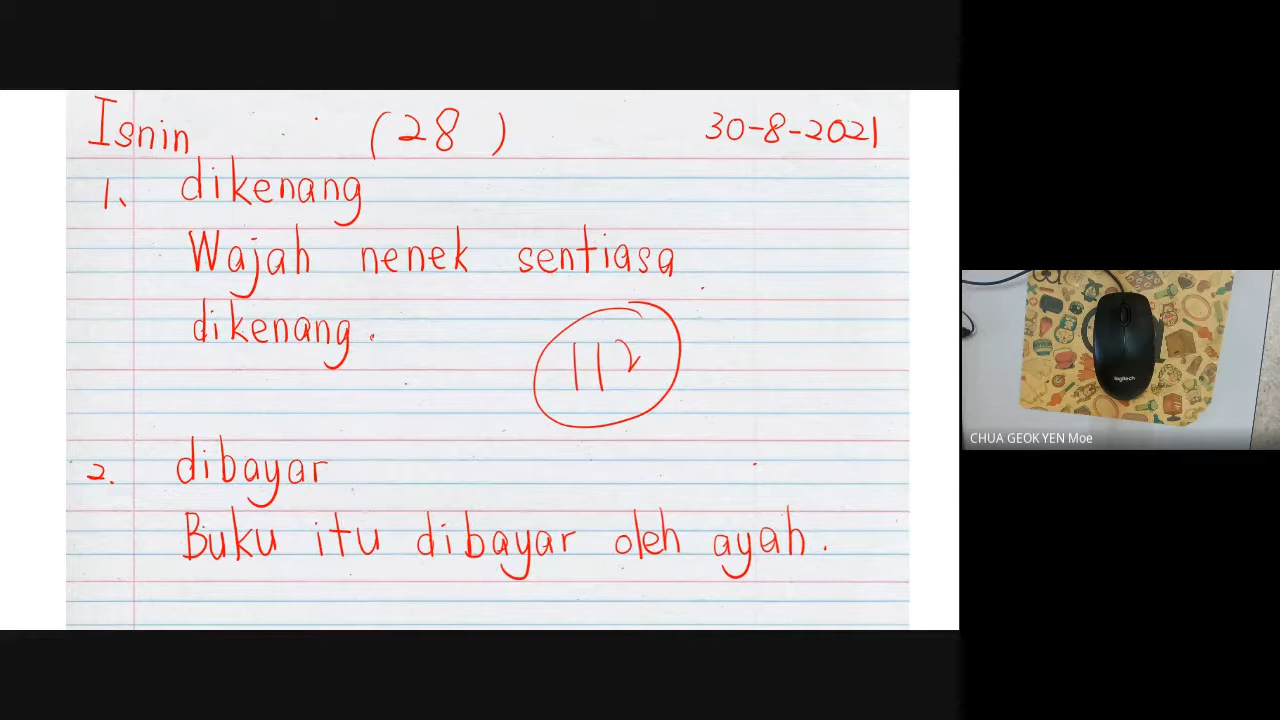 Isnin (28) 30-8-2021
1. dikenang
Wajah nenek sentiasa
dikenang.
112
2. dibayar
Buku itu dibayar oleh ayah.
logitech
CHUA GEOK YEN Moe